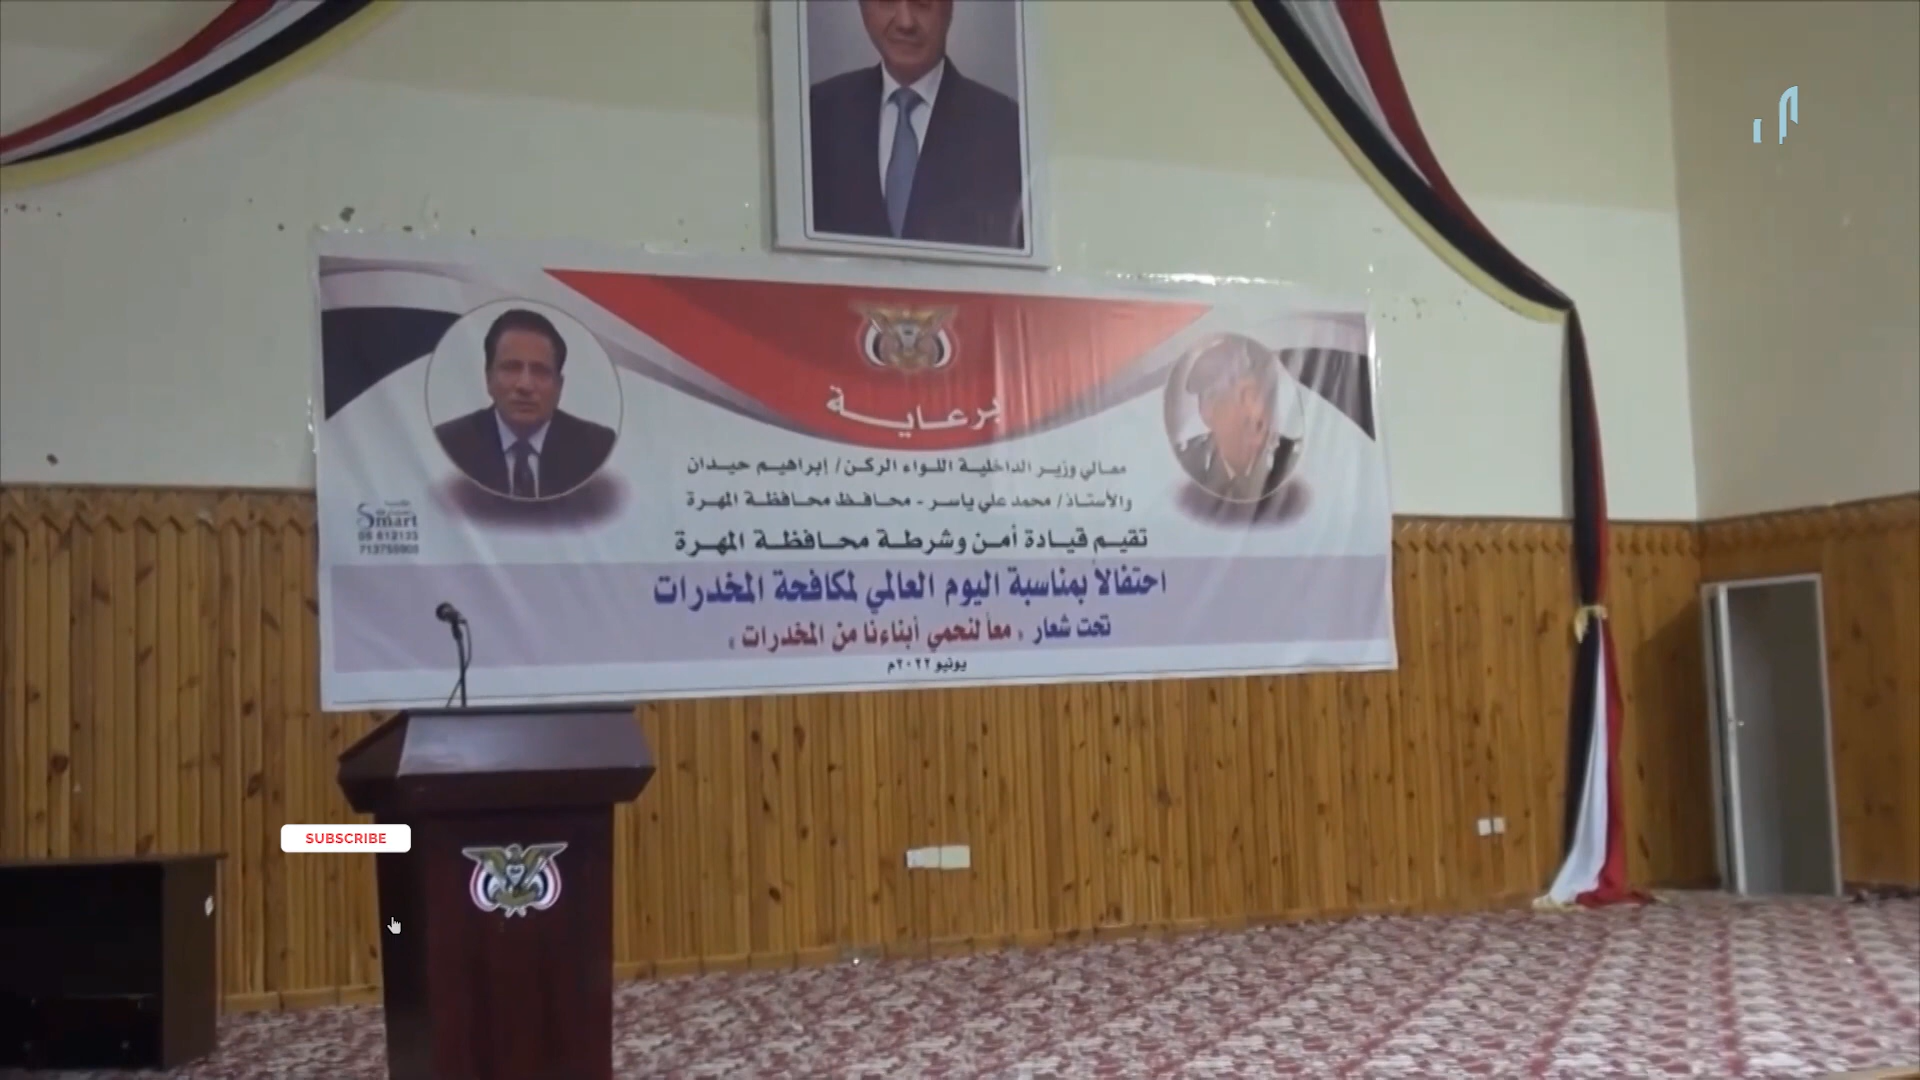 برعاية
معالي وزير الداخلية اللواء الركن / إبراهيم حيدان
والأستاذ / محمد علي ياسر - محافظ محافظة المهرة
تقيم قيادة أمن وشرطة محافظة المهرة
احتفالاً بمناسبة اليوم العالمي لمكافحة المخدرات
تحت شعار « معاً لنحمي أبناءنا من المخدرات »
يونيو ٢٠٢٢م
Smart
05 612133
SUBSCRIBE